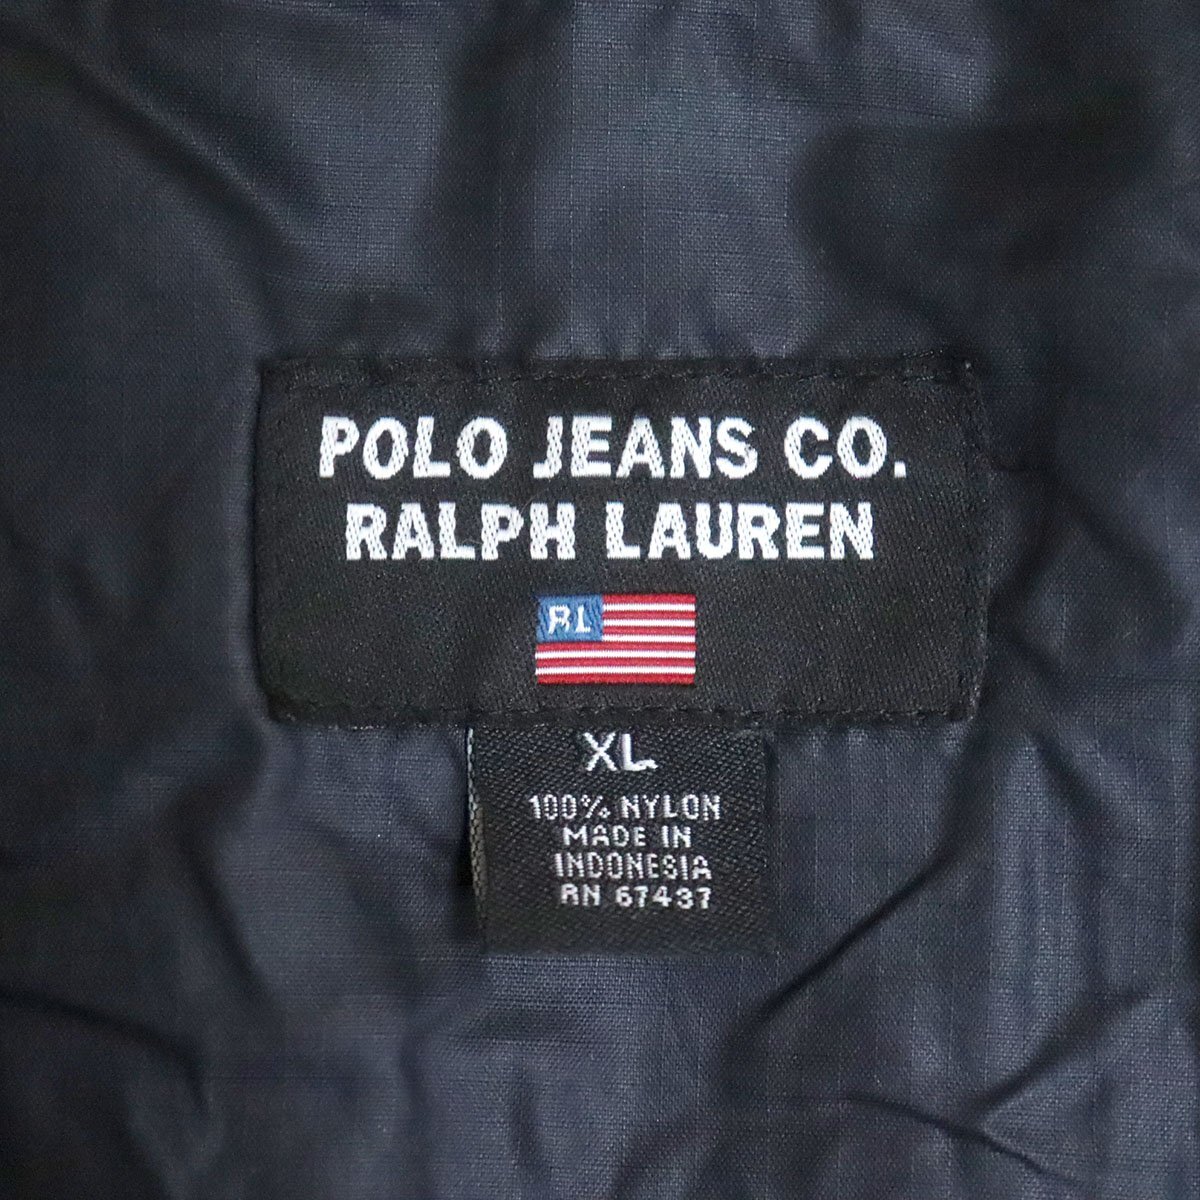 POLO JEANS CO.
RALPH LAUREN
RL
XL
100% NYLON
MADE IN
INDONESIA
RN 67437